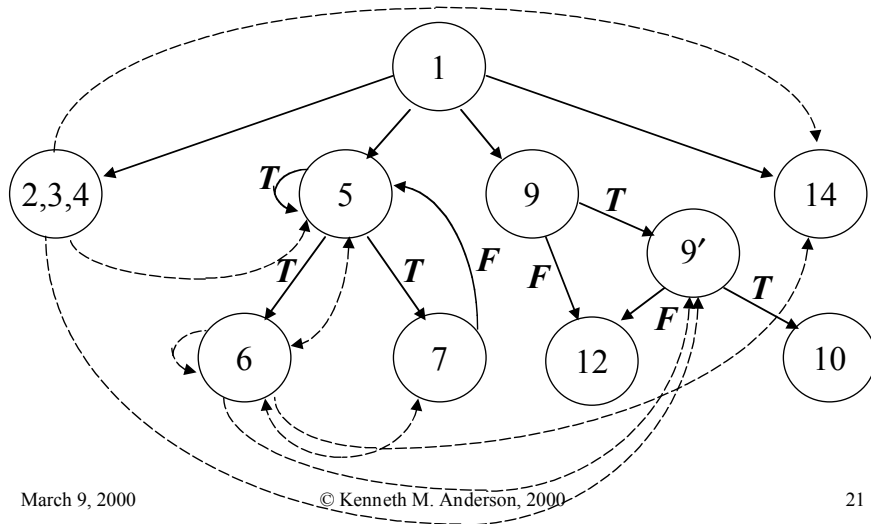 1
2,3,4
T
5
9
T
14
9′
T
T
F
F
F
T
6
7
12
10
March 9, 2000
© Kenneth M. Anderson, 2000
21